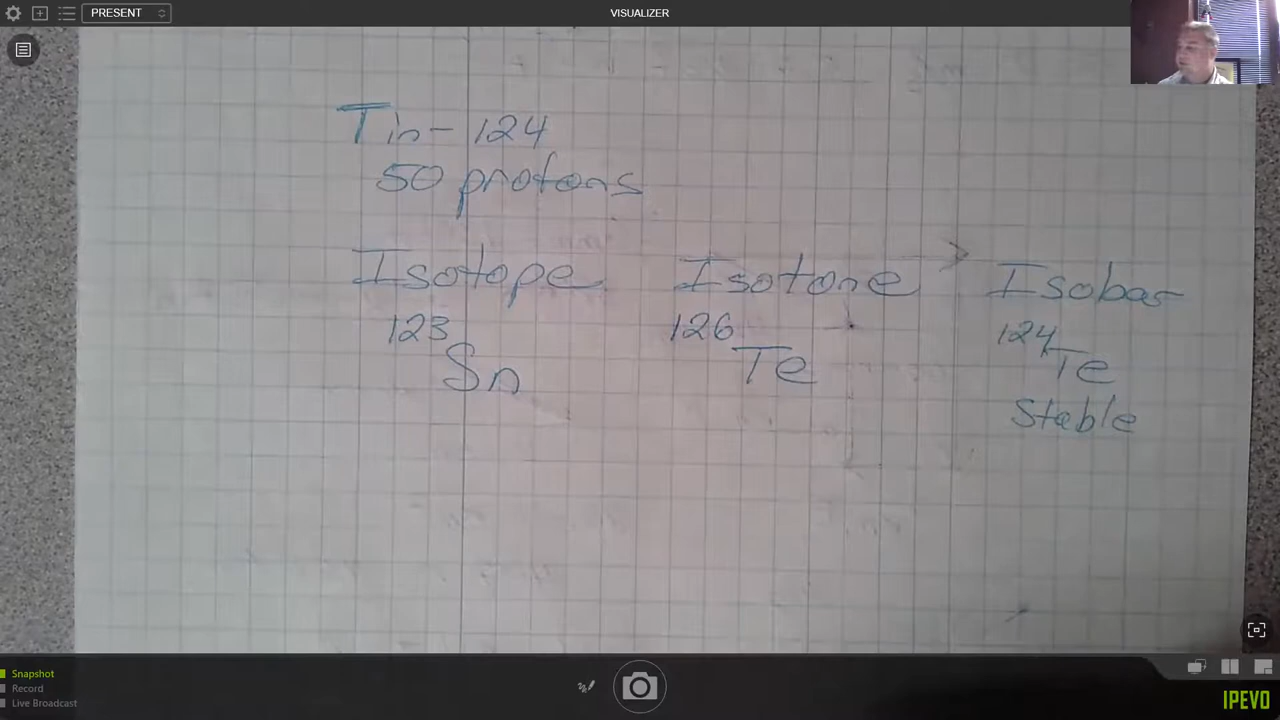 PRESENT
VISUALIZER
Tin-124
50 protons
Isotope
123
Sn
Isotone
126
Te
Isobar
124
Te
Stable
Snapshot
Record
Live Broadcast
IPEVO